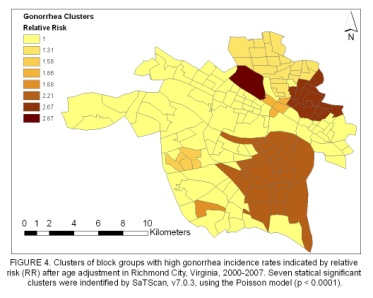 Gonorrhea Clusters
Relative Risk
1
1.31
1.58
1.86
1.88
2.21
2.67
2.87
N
0 1 2 4 6 8 10
Kilometers
FIGURE 4. Clusters of block groups with high gonorrhea incidence rates indicated by relative
risk (RR) after age adjustment in Richmond City, Virginia, 2000-2007. Seven statical significant
clusters were indentified by SaTScan, v7.0.3, using the Poisson model (p < 0.0001).